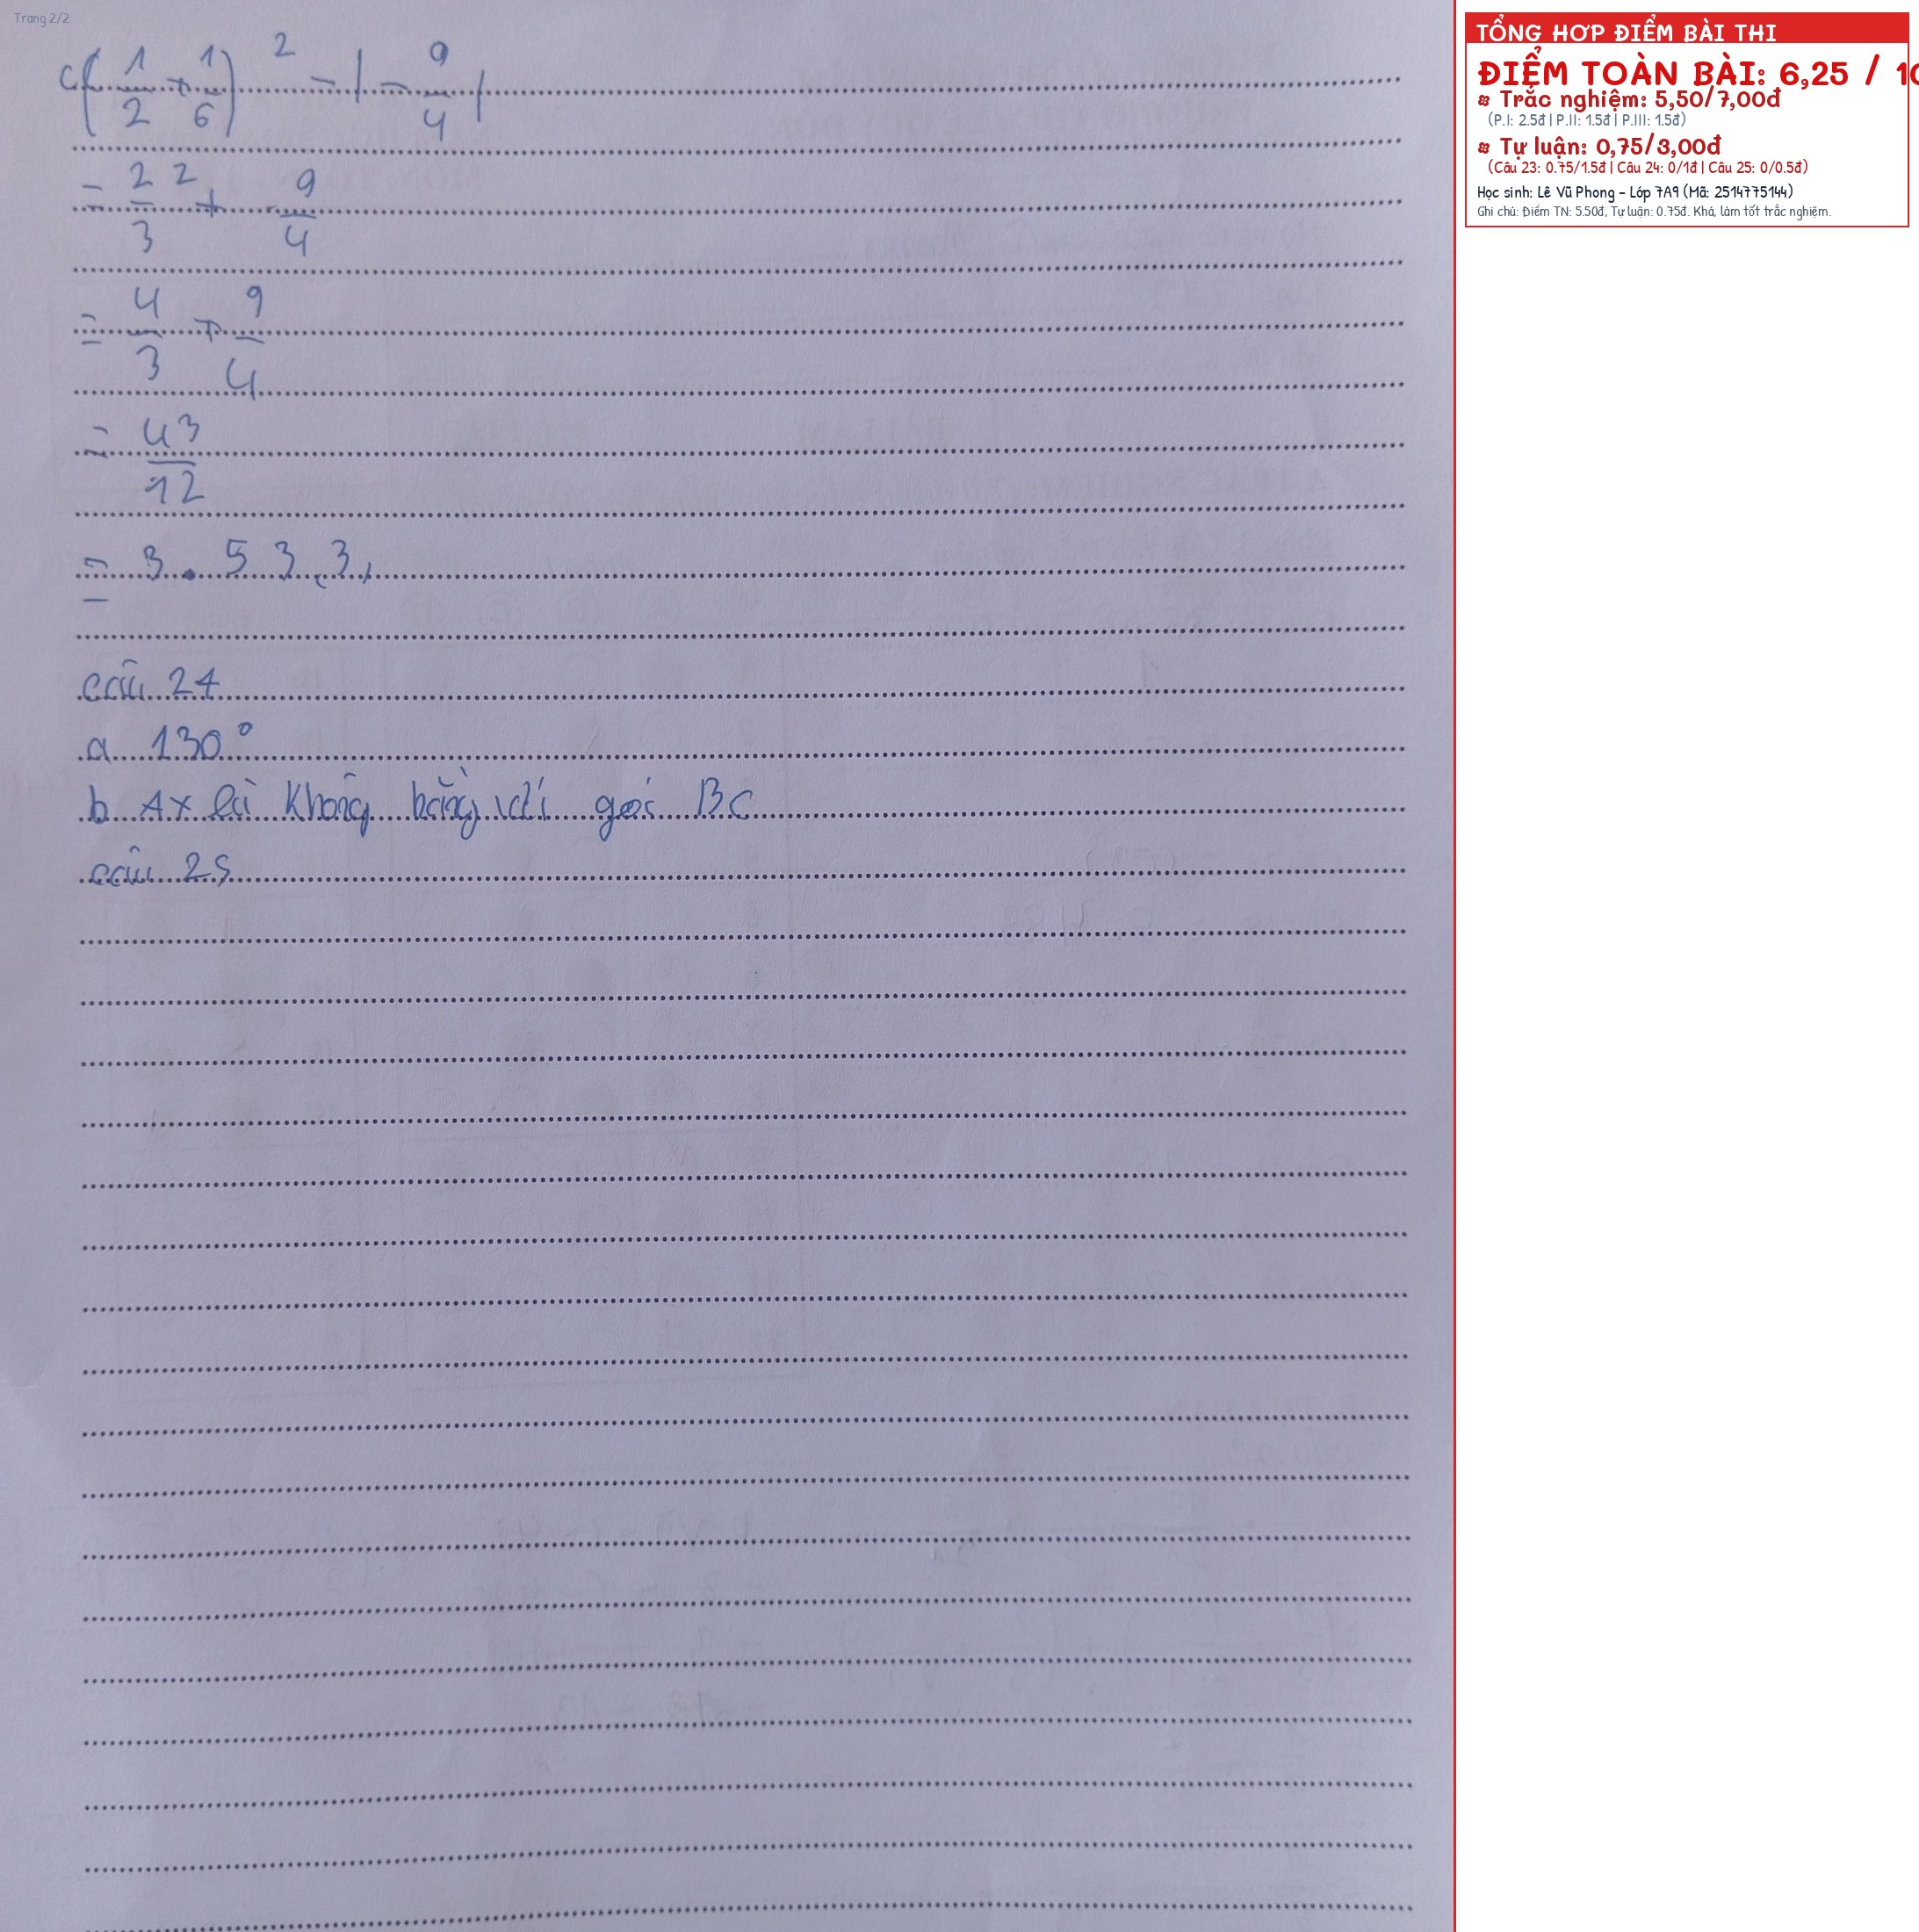 Trang 2/2
c(1/2 + 1/6)² - |-9/4|
= 2/3² + 9/4
= 4/3 + 9/4
= 43/12
= 3.53(3)
câu 24
a 130°
b Ax là không bằng với gói BC
câu 25
TỔNG HỢP ĐIỂM BÀI THI
ĐIỂM TOÀN BÀI: 6,25 / 10
Trắc nghiệm: 5,50/7,00đ
(P.I: 2.5đ | P.II: 1.5đ | P.III: 1.5đ)
Tự luận: 0,75/3,00đ
(Câu 23: 0.75/1.5đ | Câu 24: 0/1đ | Câu 25: 0/0.5đ)
Học sinh: Lê Vũ Phong - Lớp 7A9 (Mã: 2514775144)
Ghi chú: Điểm TN: 5.50đ, Tự luận: 0.75đ. Khá, làm tốt trắc nghiệm.